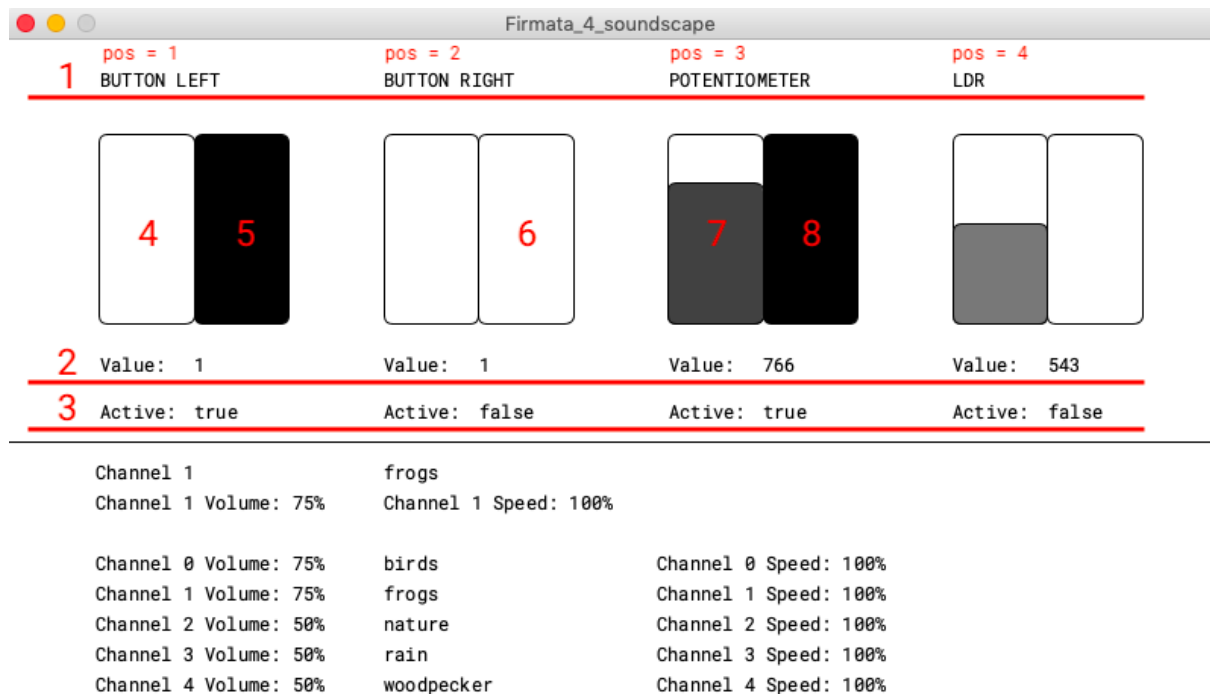 Firmata_4_soundscape
pos = 1 pos = 2 pos = 3 pos = 4
1 BUTTON LEFT BUTTON RIGHT POTENTIOMETER LDR
4 5 6 7 8
2 Value: 1 Value: 1 Value: 766 Value: 543
3 Active: true Active: false Active: true Active: false
Channel 1 frogs
Channel 1 Volume: 75% Channel 1 Speed: 100%
Channel 0 Volume: 75% birds Channel 0 Speed: 100%
Channel 1 Volume: 75% frogs Channel 1 Speed: 100%
Channel 2 Volume: 50% nature Channel 2 Speed: 100%
Channel 3 Volume: 50% rain Channel 3 Speed: 100%
Channel 4 Volume: 50% woodpecker Channel 4 Speed: 100%